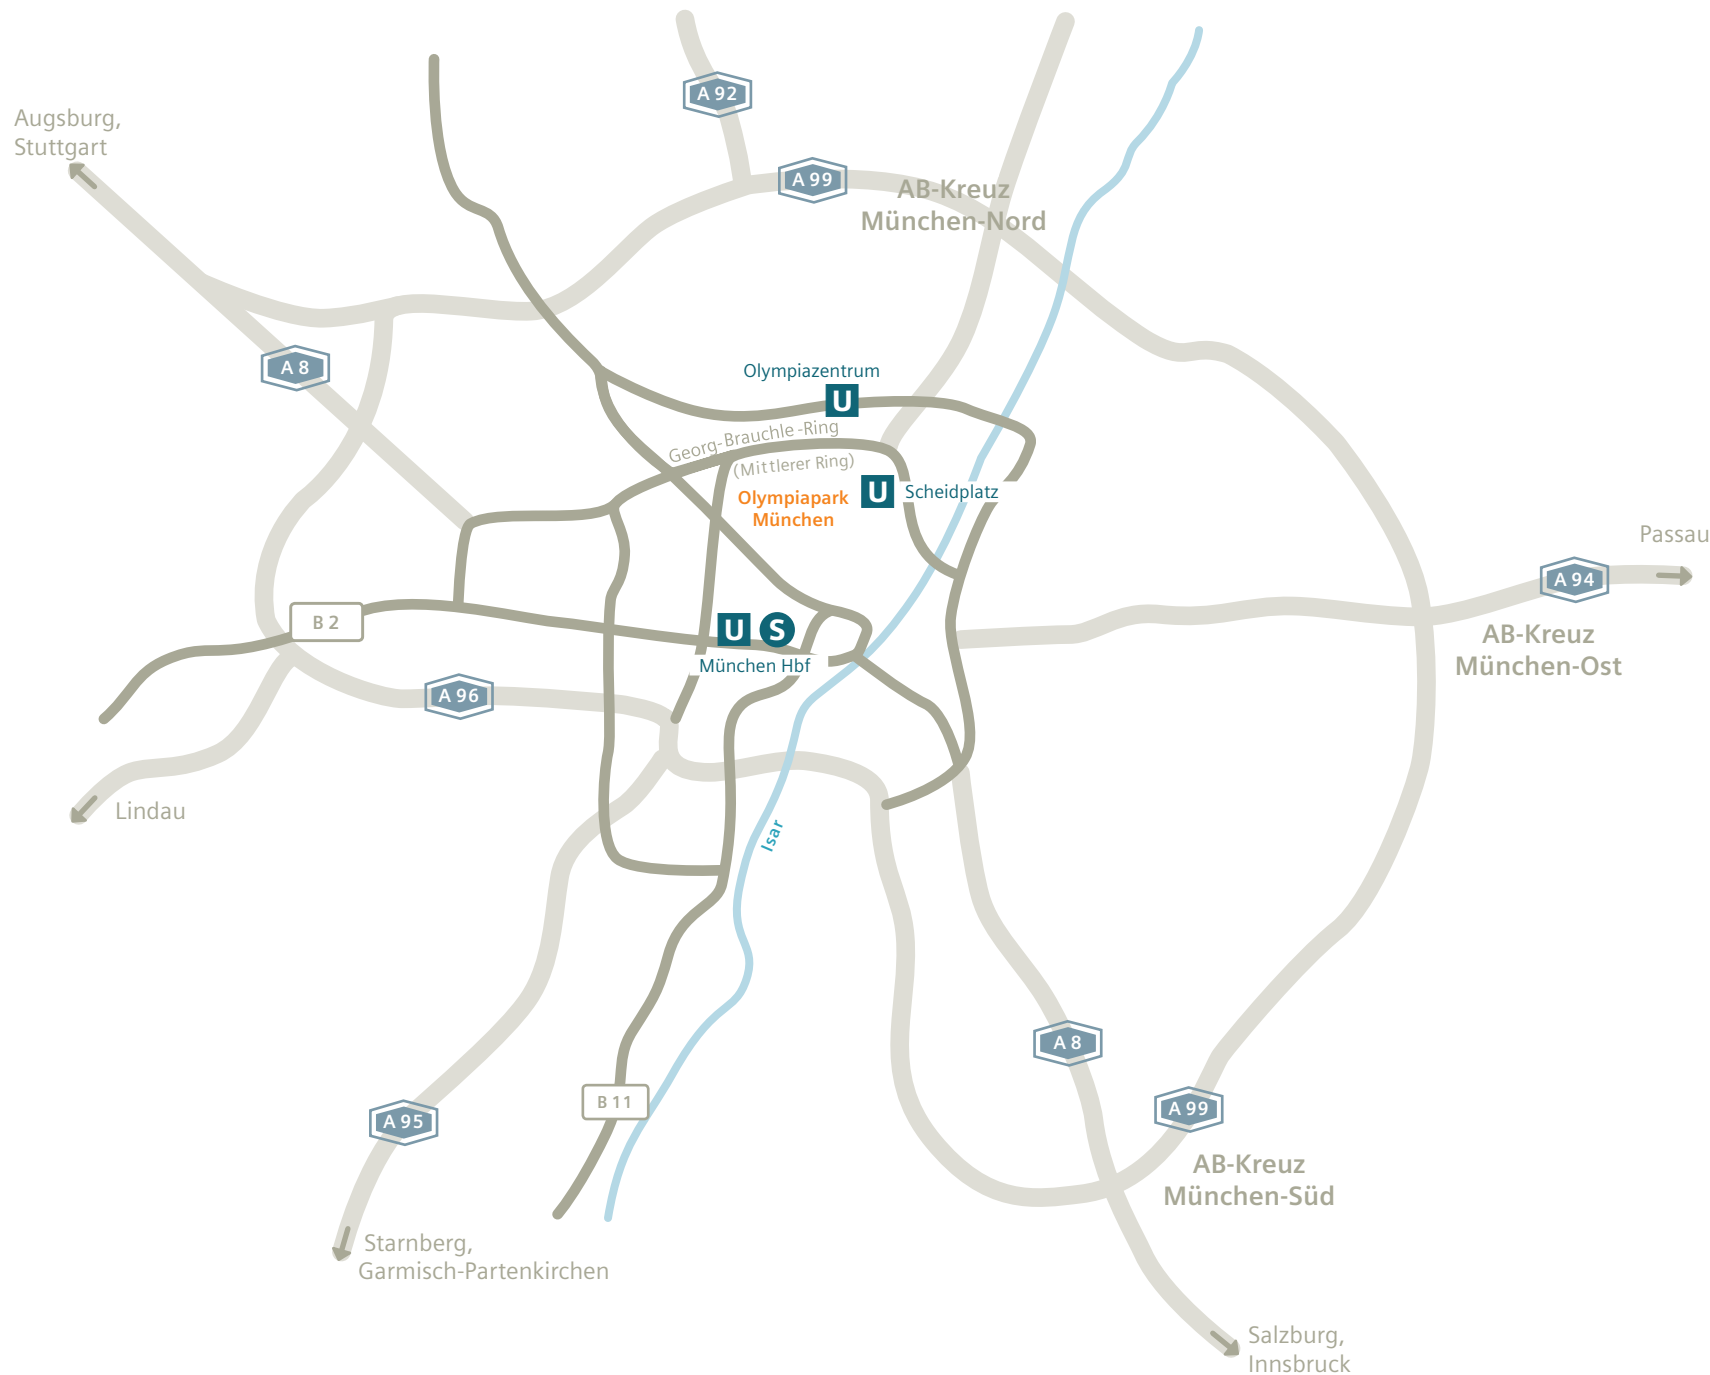 A 92
Augsburg,
Stuttgart
A 99
AB-Kreuz
München-Nord
A 8
Olympiazentrum
U
Georg-Brauchle-Ring
(Mittlerer Ring)
Olympiapark
München
U
Scheidplatz
Passau
A 94
B 2
U
S
AB-Kreuz
München-Ost
München Hbf
A 96
Lindau
Isar
A 8
B 11
A 99
A 95
AB-Kreuz
München-Süd
Starnberg,
Garmisch-Partenkirchen
Salzburg,
Innsbruck